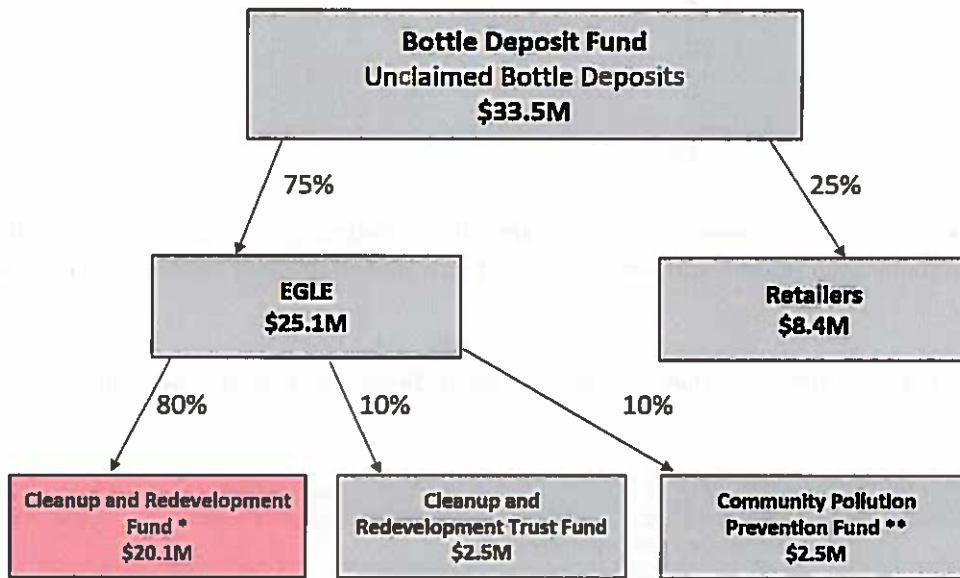 Bottle Deposit Fund
Unclaimed Bottle Deposits
$33.5M
75%
25%
EGLE
$25.1M
Retailers
$8.4M
80%
10%
10%
Cleanup and Redevelopment
Fund *
$20.1M
Cleanup and
Redevelopment Trust Fund
$2.5M
Community Pollution
Prevention Fund **
$2.5M